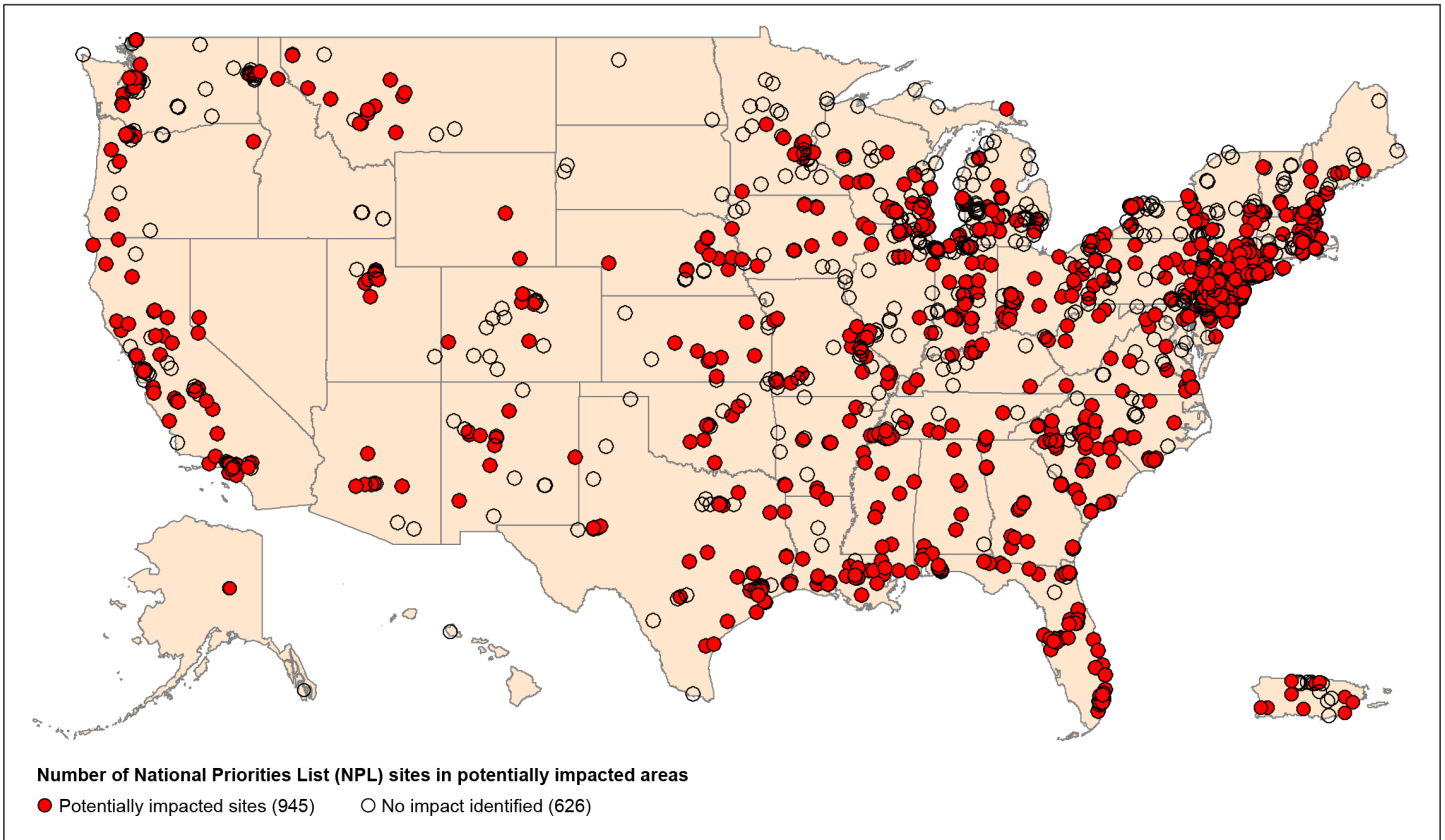 Number of National Priorities List (NPL) sites in potentially impacted areas
Potentially impacted sites (945) No impact identified (626)